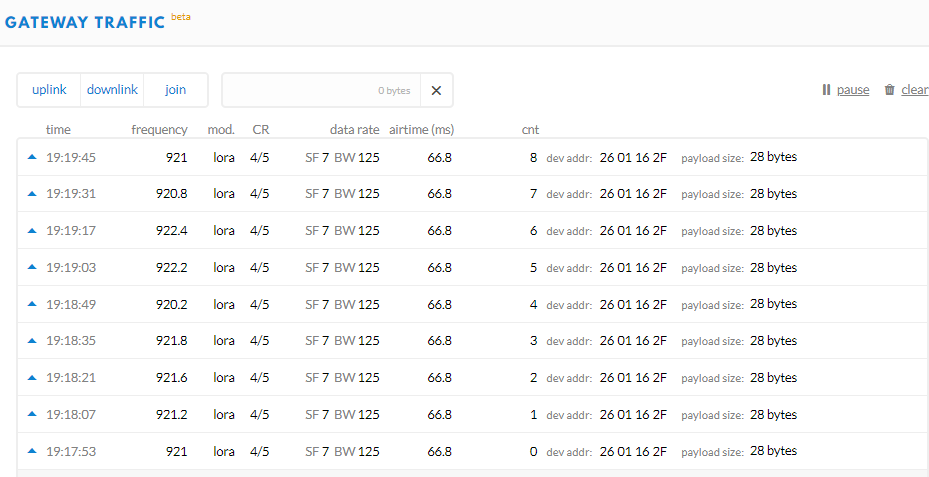 GATEWAY TRAFFIC beta
uplink downlink join 0 bytes pause clear
time frequency mod. CR data rate airtime (ms) cnt
19:19:45 921 lora 4/5 SF 7 BW 125 66.8 8 dev addr: 26 01 16 2F payload size: 28 bytes
19:19:31 920.8 lora 4/5 SF 7 BW 125 66.8 7 dev addr: 26 01 16 2F payload size: 28 bytes
19:19:17 922.4 lora 4/5 SF 7 BW 125 66.8 6 dev addr: 26 01 16 2F payload size: 28 bytes
19:19:03 922.2 lora 4/5 SF 7 BW 125 66.8 5 dev addr: 26 01 16 2F payload size: 28 bytes
19:18:49 920.2 lora 4/5 SF 7 BW 125 66.8 4 dev addr: 26 01 16 2F payload size: 28 bytes
19:18:35 921.8 lora 4/5 SF 7 BW 125 66.8 3 dev addr: 26 01 16 2F payload size: 28 bytes
19:18:21 921.6 lora 4/5 SF 7 BW 125 66.8 2 dev addr: 26 01 16 2F payload size: 28 bytes
19:18:07 921.2 lora 4/5 SF 7 BW 125 66.8 1 dev addr: 26 01 16 2F payload size: 28 bytes
19:17:53 921 lora 4/5 SF 7 BW 125 66.8 0 dev addr: 26 01 16 2F payload size: 28 bytes